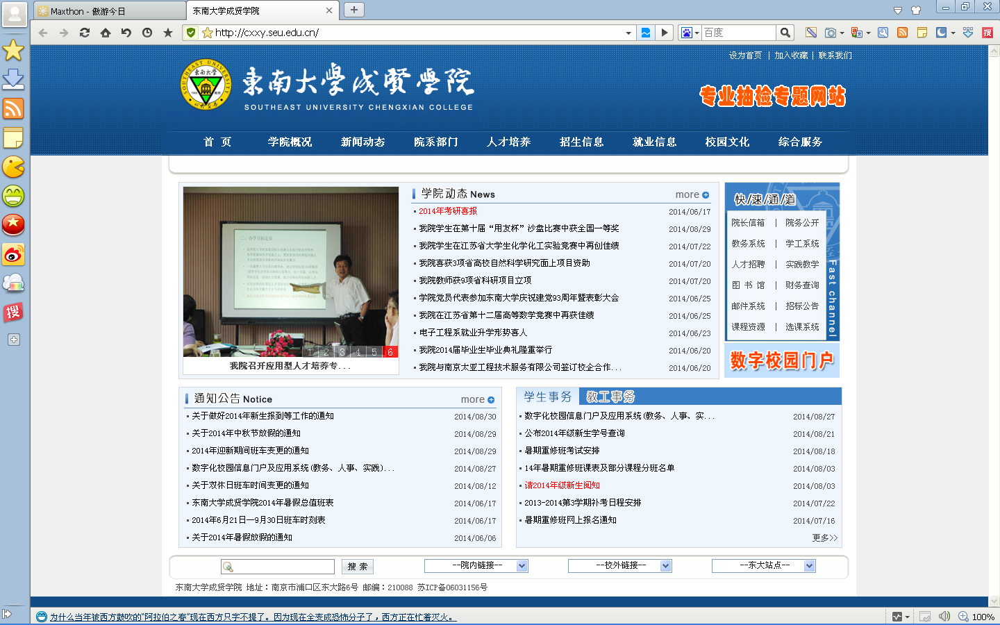 Maxthon - 傲游今日
东南大学成贤学院
http://cxxy.seu.edu.cn/
百度
设为首页 | 加入收藏 | 联系我们
東南大學成賢學院
SOUTHEAST UNIVERSITY CHENGXIAN COLLEGE
专业抽检专题网站
首 页 学院概况 新闻动态 院系部门 人才培养 招生信息 就业信息 校园文化 综合服务
学院动态 News more
2014年考研喜报 2014/06/17
我院学生在第十届“用友杯”沙盘比赛中获全国一等奖 2014/08/29
我院学生在江苏省大学生化学化工实验竞赛中再创佳绩 2014/07/22
我院喜获3项省高校自然科学研究面上项目资助 2014/07/20
我院教师获9项省科研项目立项 2014/07/20
学院党员代表参加东南大学庆祝建党93周年暨表彰大会 2014/06/25
我院在江苏省第十二届高等数学竞赛中再获佳绩 2014/06/25
电子工程系就业升学形势喜人 2014/06/23
我院2014届毕业生毕业典礼隆重举行 2014/06/20
我院与南京太亚工程技术服务有限公司签订校企合作... 2014/06/20
1 2 3 4 5 6
我院召开应用型人才培养专...
快/速/通/道
院长信箱 | 院务公开
教务系统 | 学工系统
人才招聘 | 实践教学
图 书 馆 | 财务查询
邮件系统 | 招标公告
课程资源 | 选课系统
Fast channel
数字校园门户
通知公告 Notice more
关于做好2014年新生报到等工作的通知 2014/08/30
关于2014年中秋节放假的通知 2014/08/29
2014年迎新期间班车变更的通知 2014/08/29
数字化校园信息门户及应用系统(教务、人事、实践)... 2014/08/27
关于双休日班车时间变更的通知 2014/08/12
东南大学成贤学院2014年暑假总值班表 2014/06/17
2014年6月21日—9月30日班车时刻表 2014/06/17
关于2014年暑假放假的通知 2014/06/06
学生事务 教工事务
数字化校园信息门户及应用系统(教务、人事、实... 2014/08/27
公布2014年级新生学号查询 2014/08/21
暑期重修班考试安排 2014/08/18
14年暑期重修班课表及部分课程分班名单 2014/08/03
请2014年级新生阅知 2014/08/03
2013-2014第3学期补考日程安排 2014/07/22
暑期重修班网上报名通知 2014/07/16
更多>>
搜 索 --院内链接-- --校外链接-- --东大站点--
东南大学成贤学院 地址：南京市浦口区东大路6号 邮编：210088 苏ICP备06031156号
为什么当年被西方鼓吹的“阿拉伯之春”现在西方只字不提了。因为现在全变成恐怖分子了，西方正在忙着灭火。
100%